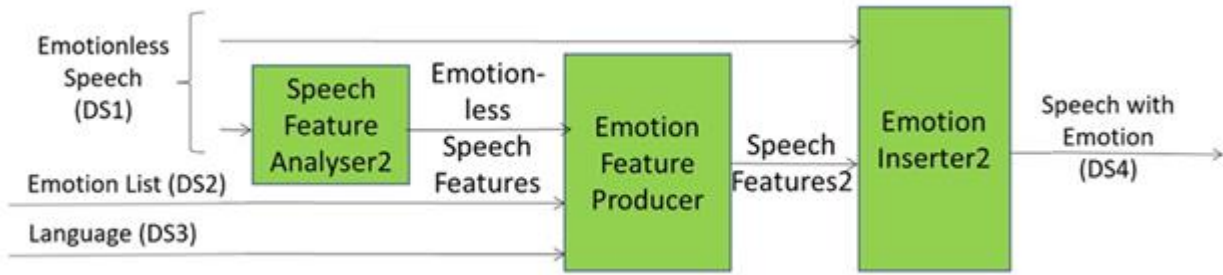 Emotionless
Speech
(DS1)
Speech
Feature
Analyser2
Emotion-
less
Speech
Features
Emotion List (DS2)
Language (DS3)
Emotion
Feature
Producer
Speech
Features2
Emotion
Inserter2
Speech with
Emotion
(DS4)